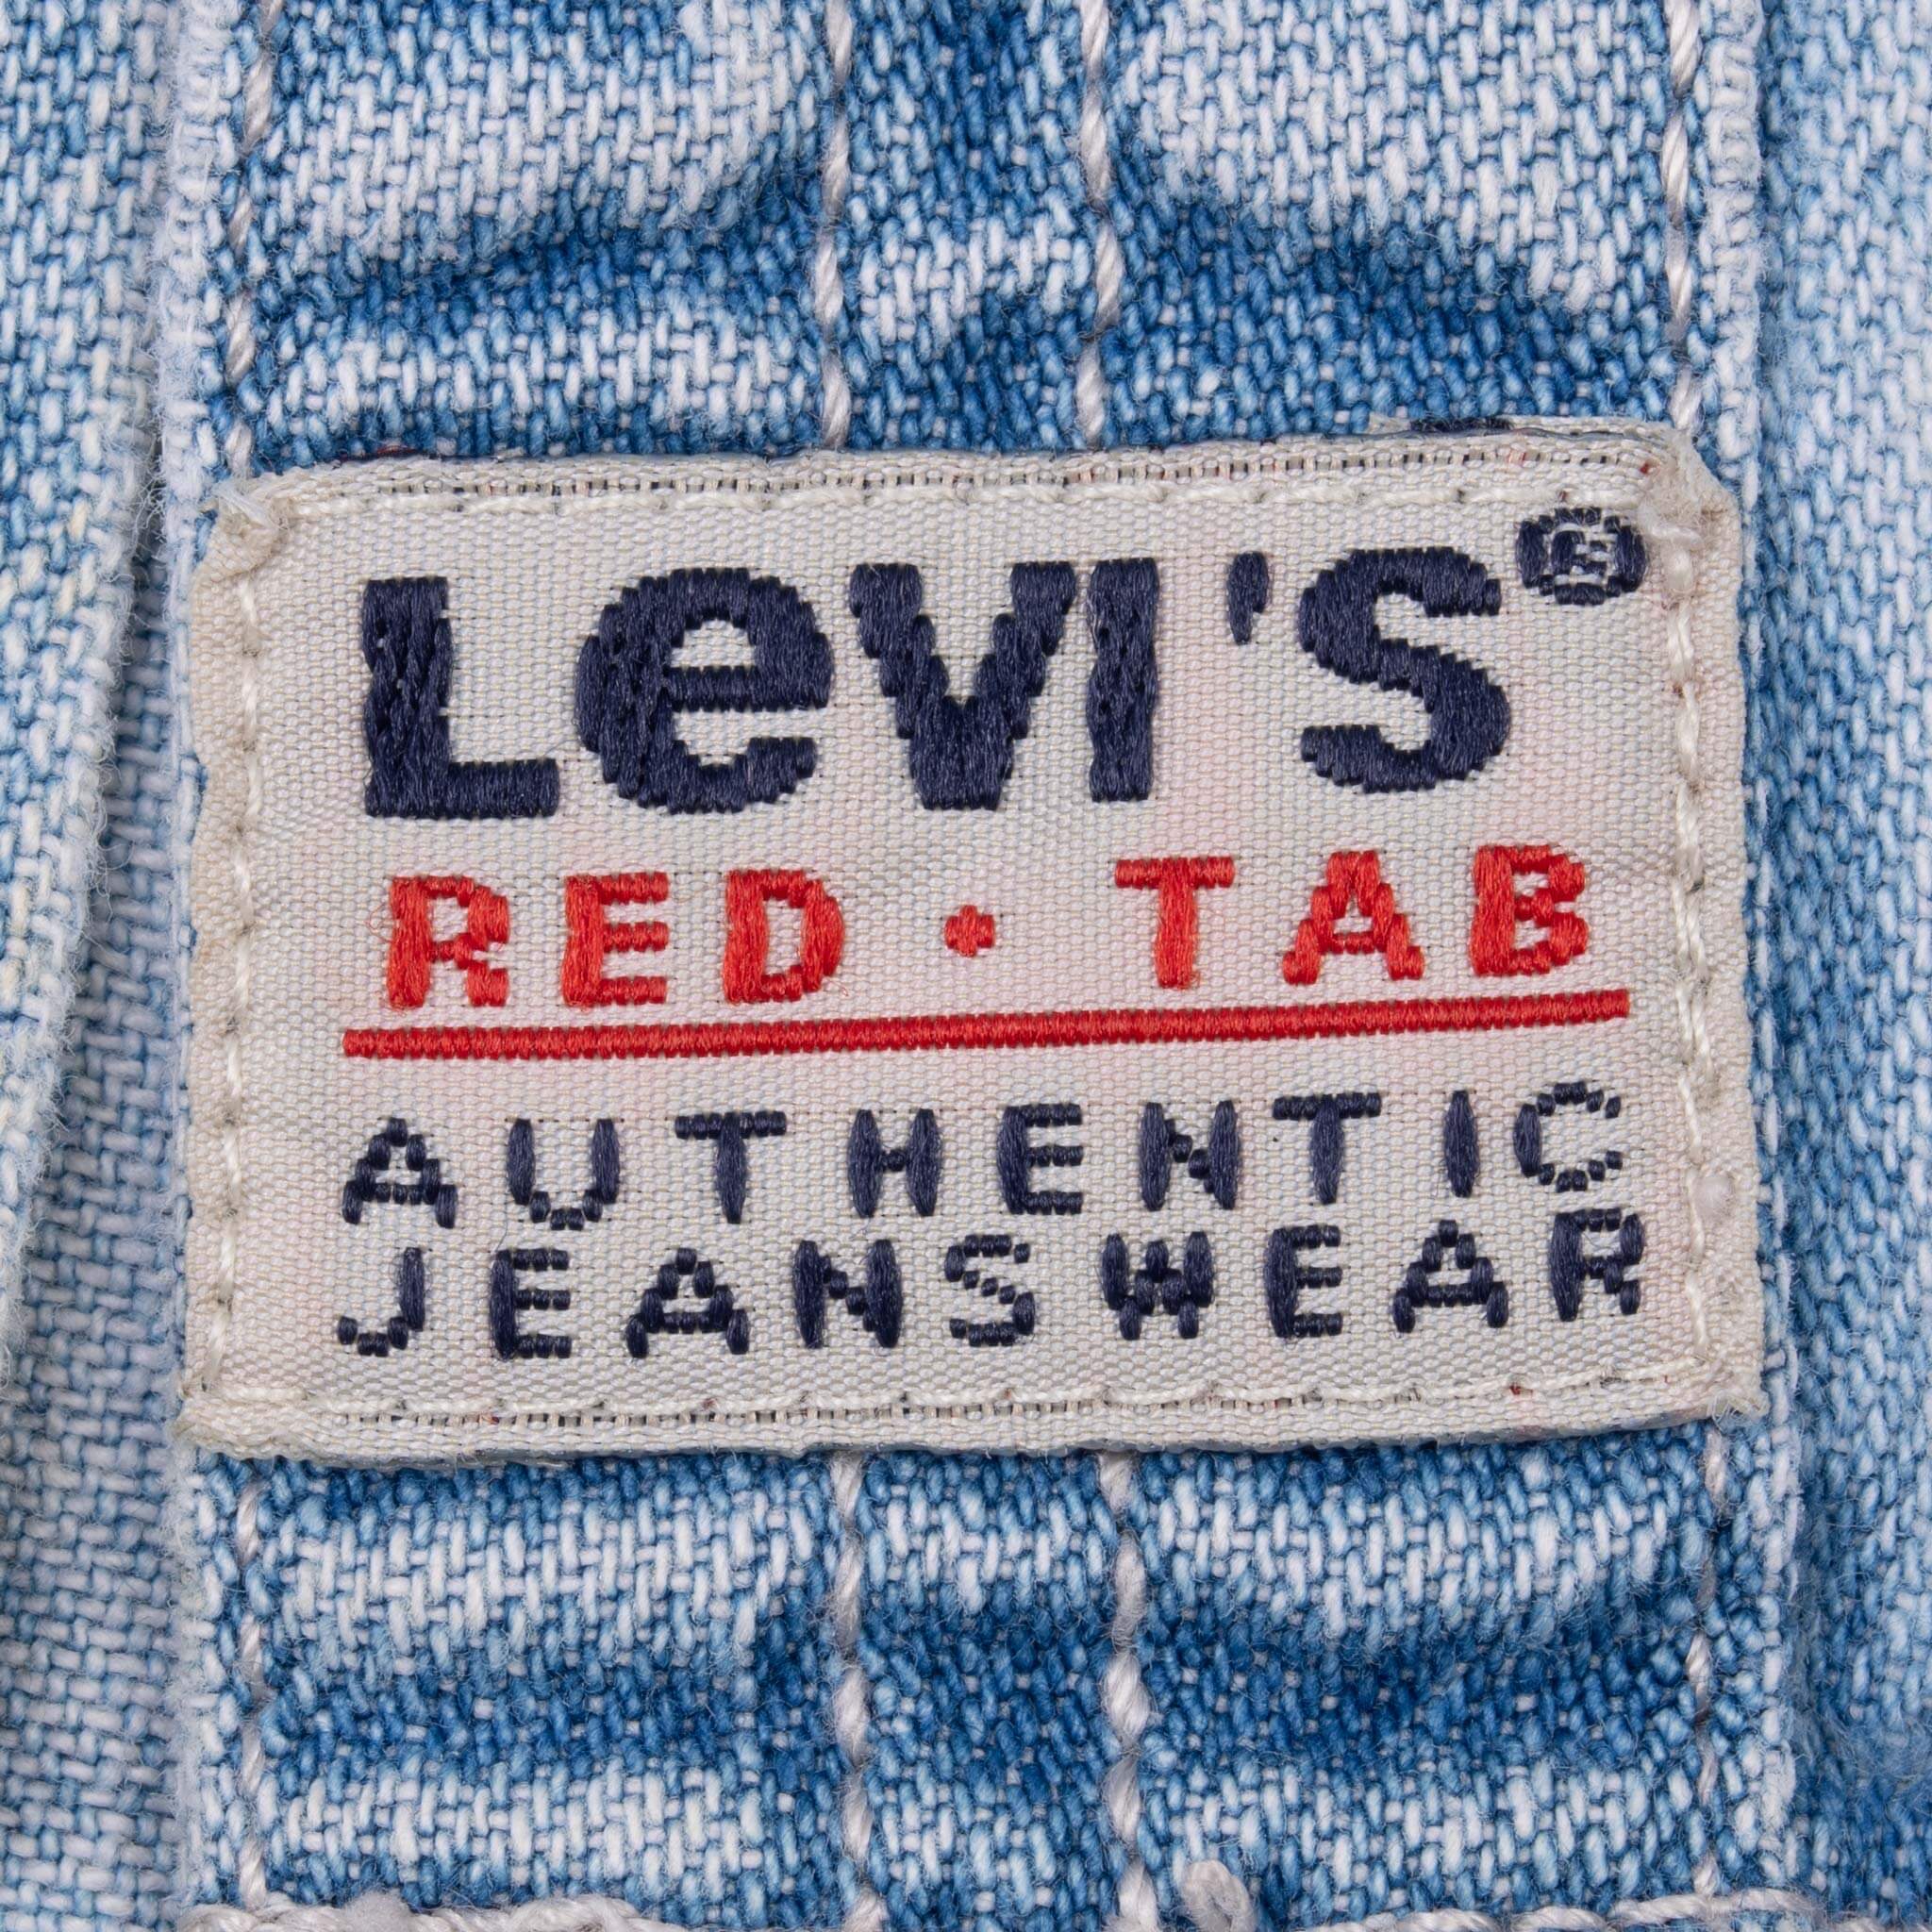 Levi's®
RED • TAB
AUTHENTIC
JEANSWEAR